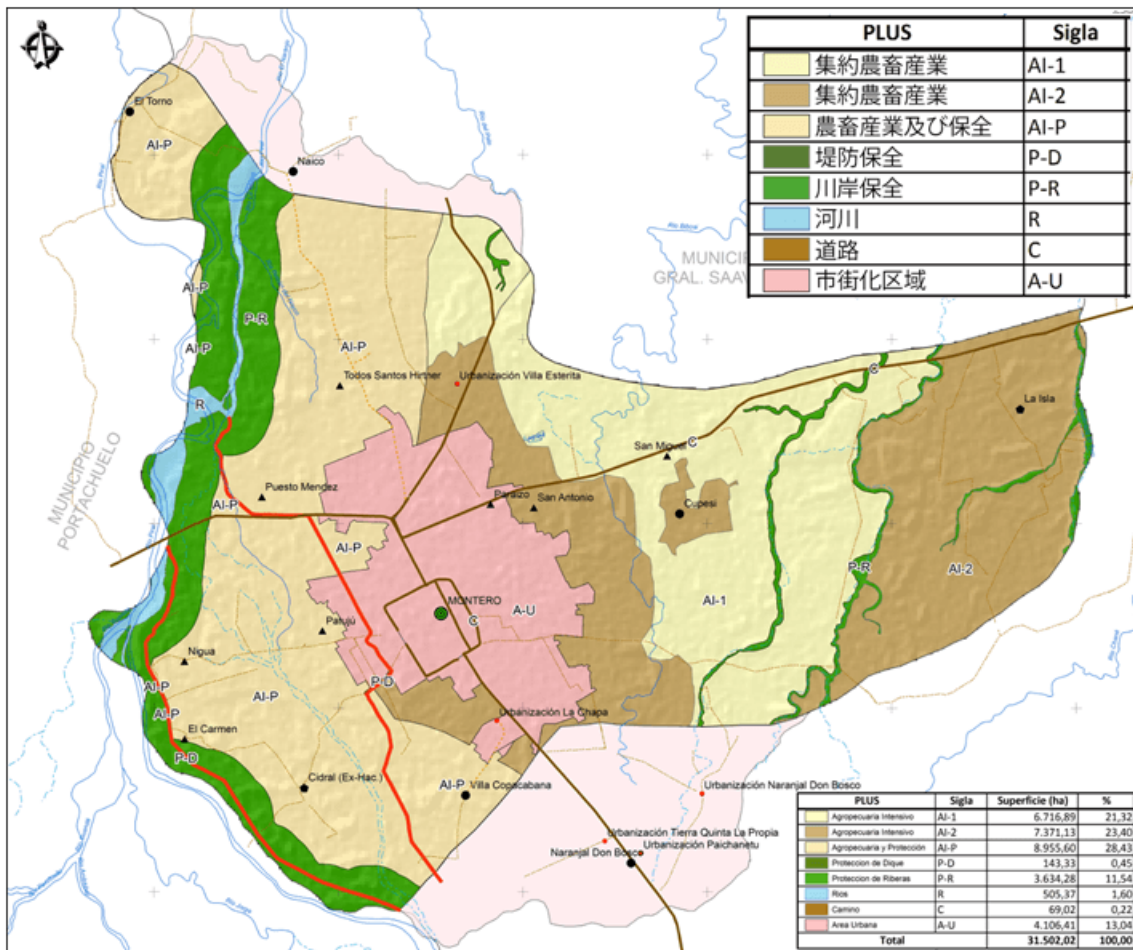 PLUS Sigla
集約農畜産業 AI-1
集約農畜産業 AI-2
農畜産業及び保全 AI-P
堤防保全 P-D
川岸保全 P-R
河川 R
道路 C
市街化区域 A-U
El Torno
AI-P
Naico
MUNICIP
GRAL. SAAV
AI-P
P-R
AI-P
AI-P
Todos Santos Hirtner
Urbanización Villa Esterita
C
La Isla
R
MUNICIPIO
PORTACHUELO
San Miguel
C
Puesto Mendez
AI-P
Paraizo
San Antonio
Cupesi
AI-P
P-R
AI-2
AI-1
MONTERO
A-U
C
Patujú
Nigua
P-D
AI-P
AI-P
AI-P
Urbanización La Chapa
El Carmen
P-D
Cidral (Ex-Hac.)
AI-P
Villa Copacabana
Urbanización Naranjal Don Bosco
Urbanización Tierra Quinta La Propia
Naranjal Don Bosco
Urbanización Paichanetu
PLUS Sigla Superficie (ha) %
Agropecuaria Intensivo AI-1 6.716,89 21,32
Agropecuaria Intensivo AI-2 7.371,13 23,40
Agropecuaria y Protección AI-P 8.955,60 28,43
Proteccion de Dique P-D 143,33 0,45
Proteccion de Riberas P-R 3.634,28 11,54
Rios R 505,37 1,60
Camino C 69,02 0,22
Area Urbana A-U 4.106,41 13,04
Total 31.502,02 100,00